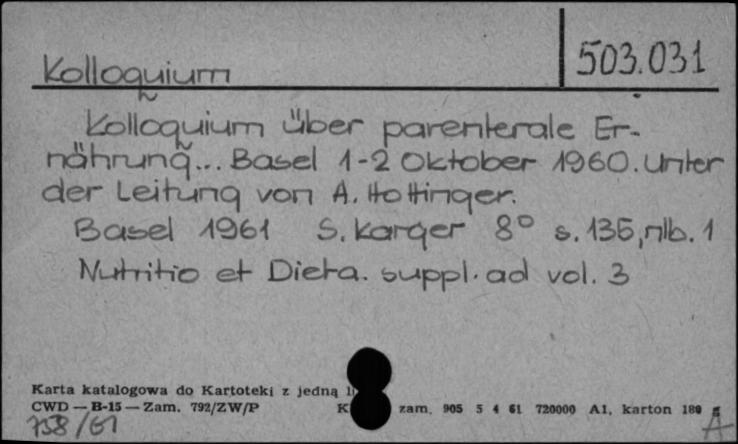 503.031
Kolloquium
Kolloquium über parenterale Er-
nährung... Basel 1-2 Oktober 1960. Unter
der Leitung von A. Hottinger.
Basel 1961 S. Karger 8° s. 135, nlb. 1
Nutritio et Dieta. suppl. ad vol. 3
Karta katalogowa do Kartoteki z jedną
CWD — B-15 — Zam. 792/ZW/P K zam. 905 5 4 61 720000 A1, karton 180 g
758/61 A